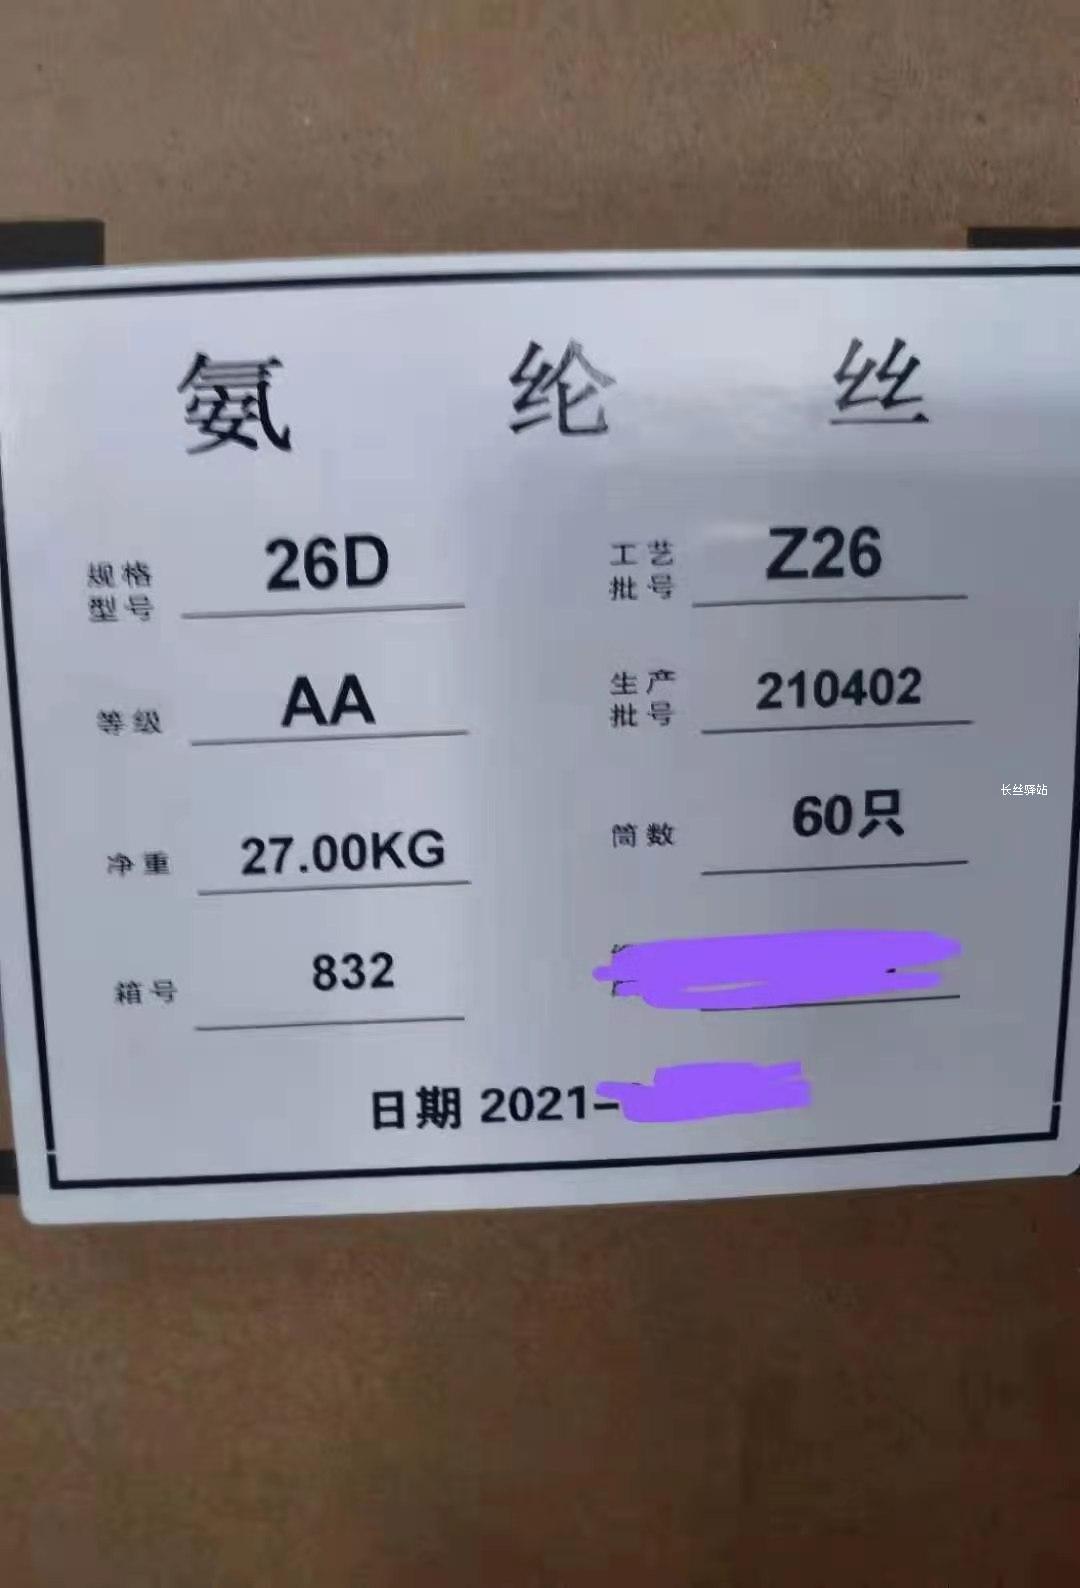 氨纶丝
规格型号 26D 工艺批号 Z26
等级 AA 生产批号 210402
净重 27.00KG 筒数 60只
箱号 832
日期 2021-
长丝驿站